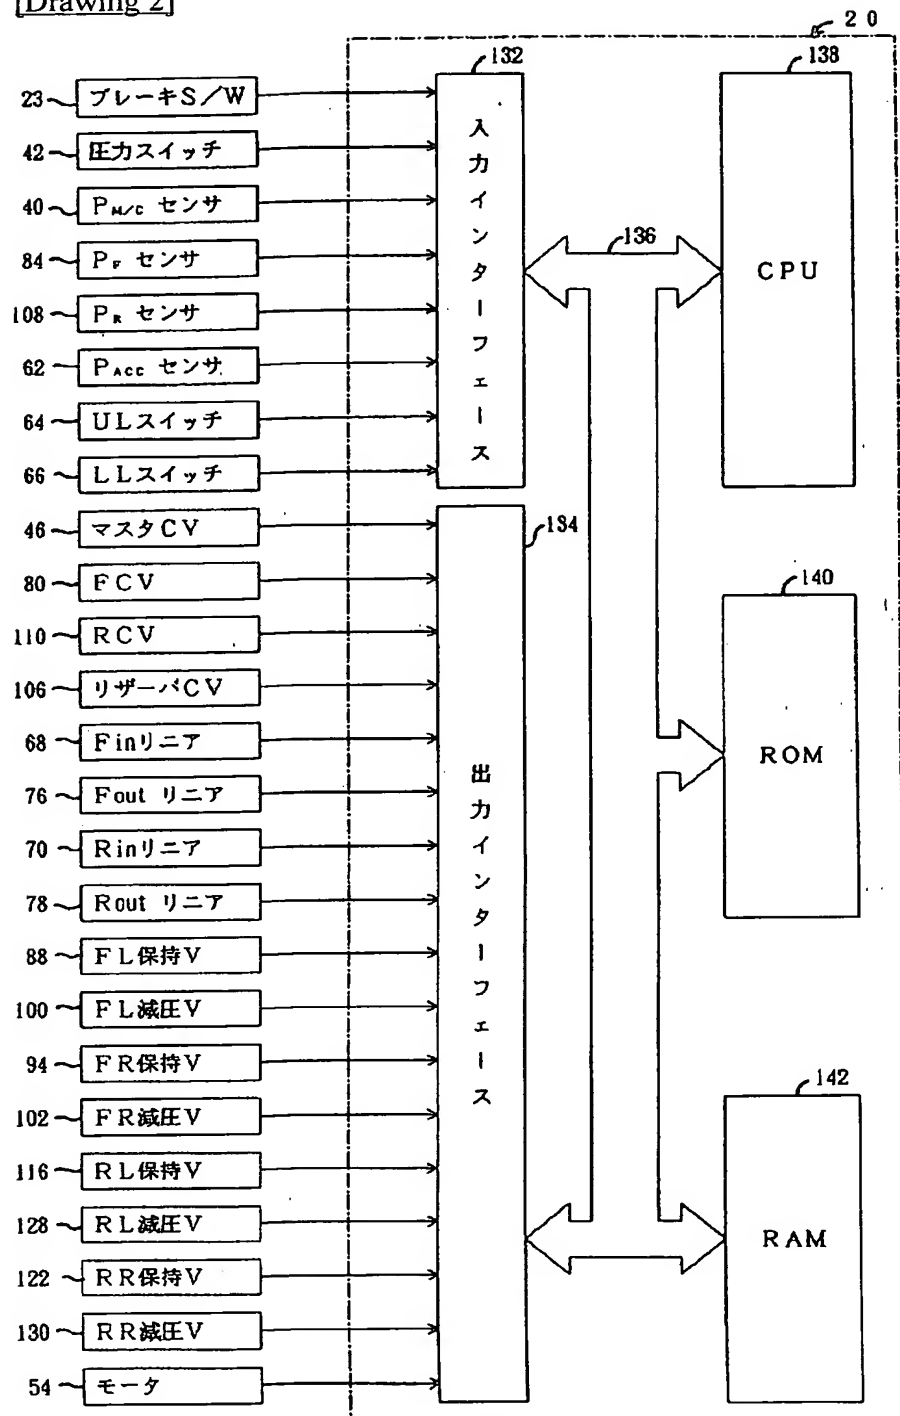 [Drawing 2]
20
132
138
23 ブレーキS/W
42 圧力スイッチ
40 PM/C センサ
84 PF センサ
108 PR センサ
62 PACC センサ
64 ULスイッチ
66 LLスイッチ
入力インターフェース
136
CPU
46 マスタCV
80 FCV
110 RCV
106 リザーバCV
68 Finリニア
76 Fout リニア
70 Rinリニア
78 Rout リニア
88 FL保持V
100 FL減圧V
94 FR保持V
102 FR減圧V
116 RL保持V
128 RL減圧V
122 RR保持V
130 RR減圧V
54 モータ
134
出力インターフェース
140
ROM
142
RAM